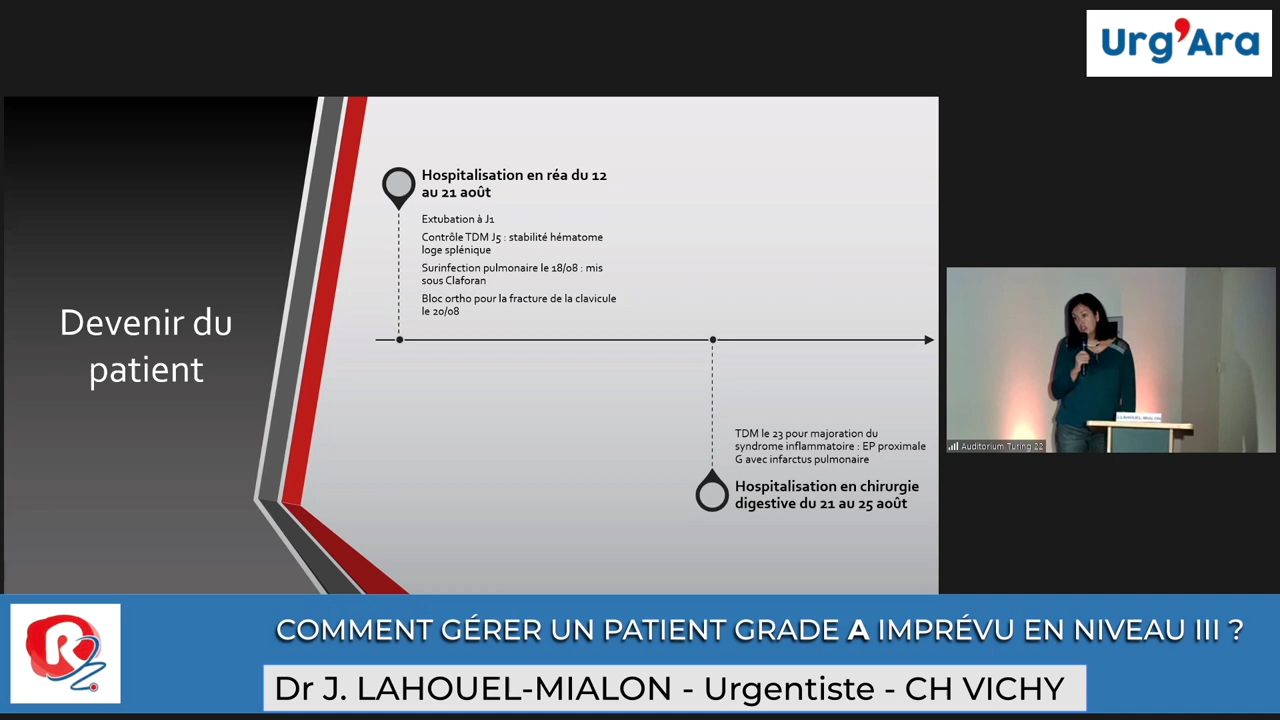 Urg'Ara
Devenir du
patient
Hospitalisation en réa du 12
au 21 août
Extubation à J1
Contrôle TDM J5 : stabilité hématome
loge splénique
Surinfection pulmonaire le 18/08 : mis
sous Claforan
Bloc ortho pour la fracture de la clavicule
le 20/08
TDM le 23 pour majoration du
syndrome inflammatoire : EP proximale
G avec infarctus pulmonaire
Hospitalisation en chirurgie
digestive du 21 au 25 août
J LAHOUEL-MIALON
Auditorium Turing 22
R
COMMENT GÉRER UN PATIENT GRADE A IMPRÉVU EN NIVEAU III ?
Dr J. LAHOUEL-MIALON - Urgentiste - CH VICHY